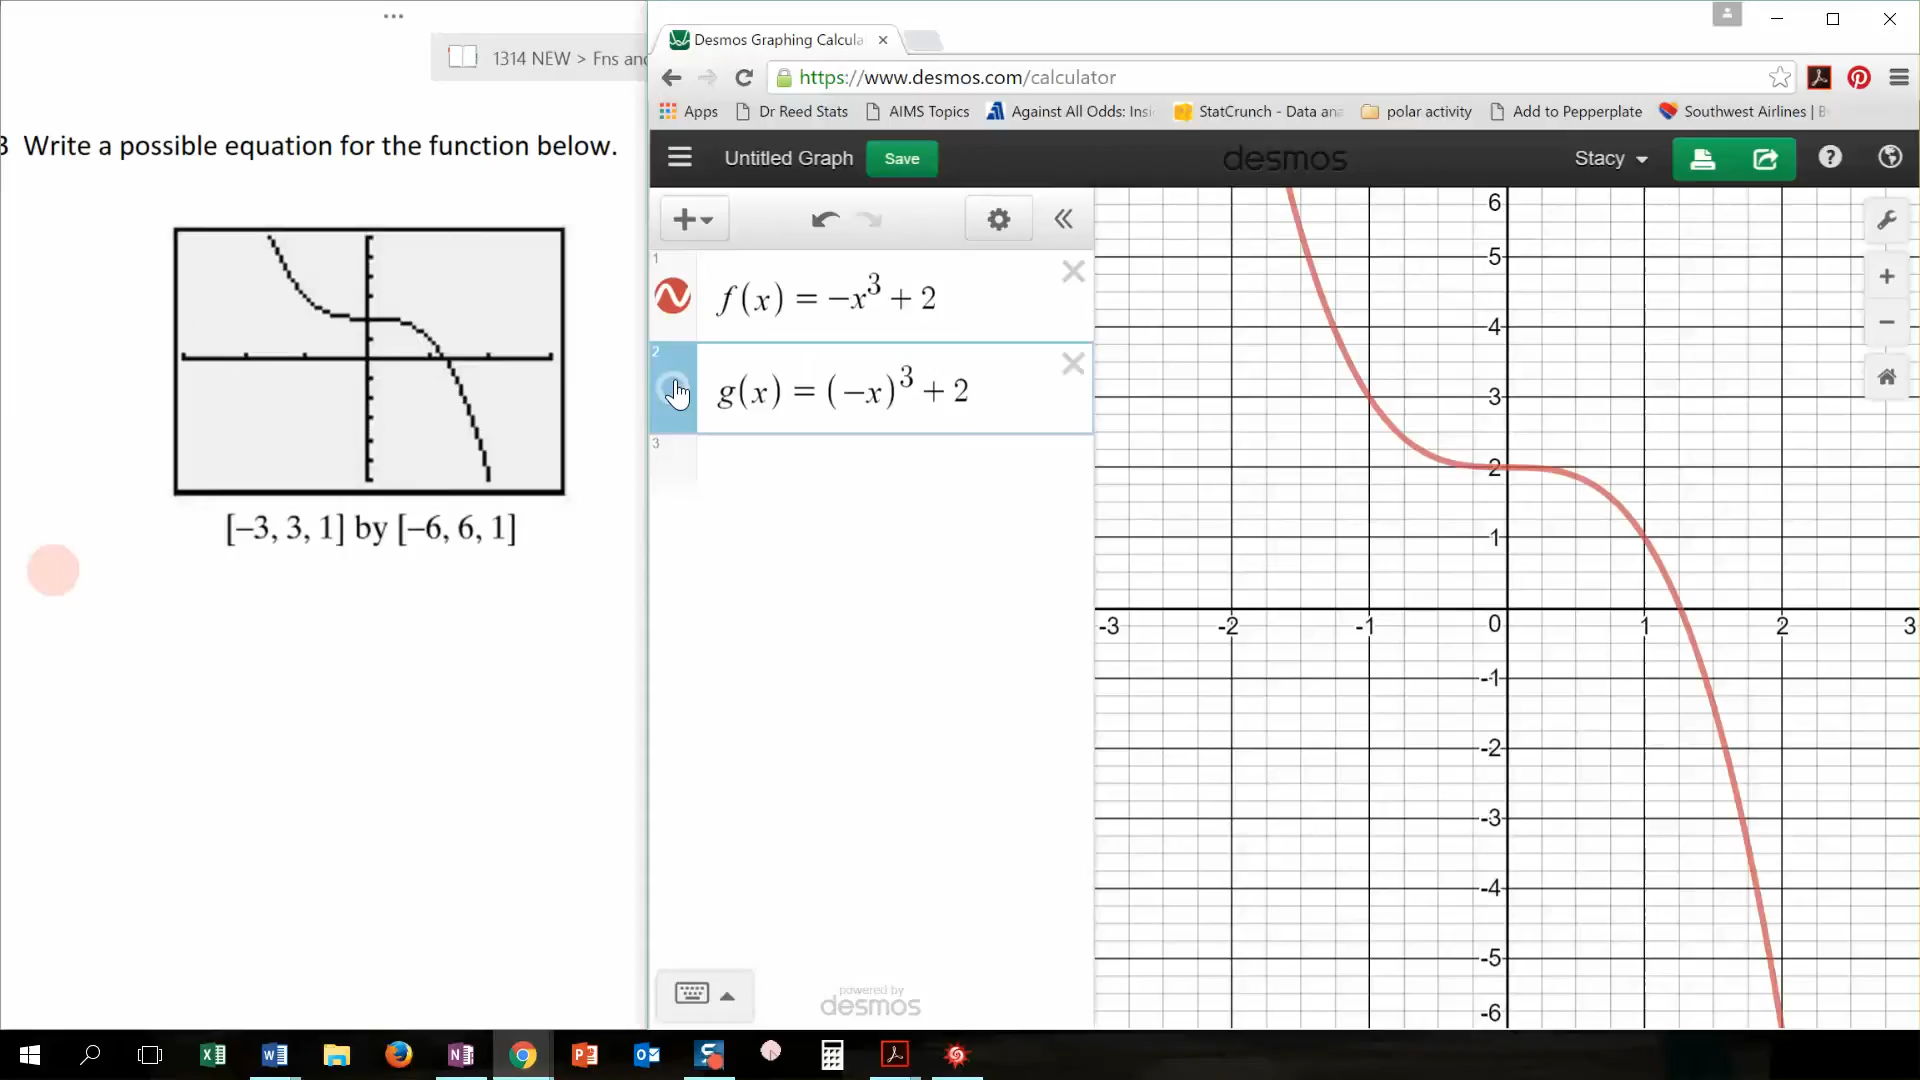 1314 NEW > Fns and
3 Write a possible equation for the function below.
[–3, 3, 1] by [–6, 6, 1]
Desmos Graphing Calcula
https://www.desmos.com/calculator
Apps Dr Reed Stats AIMS Topics Against All Odds: Insi StatCrunch - Data ana polar activity Add to Pepperplate Southwest Airlines | B
Untitled Graph Save desmos Stacy
1
f(x) = −x³ + 2
2
g(x) = (−x)³ + 2
3
6
5
4
3
2
1
-3 -2 -1 0 1 2 3
-1
-2
-3
-4
-5
-6
powered by
desmos